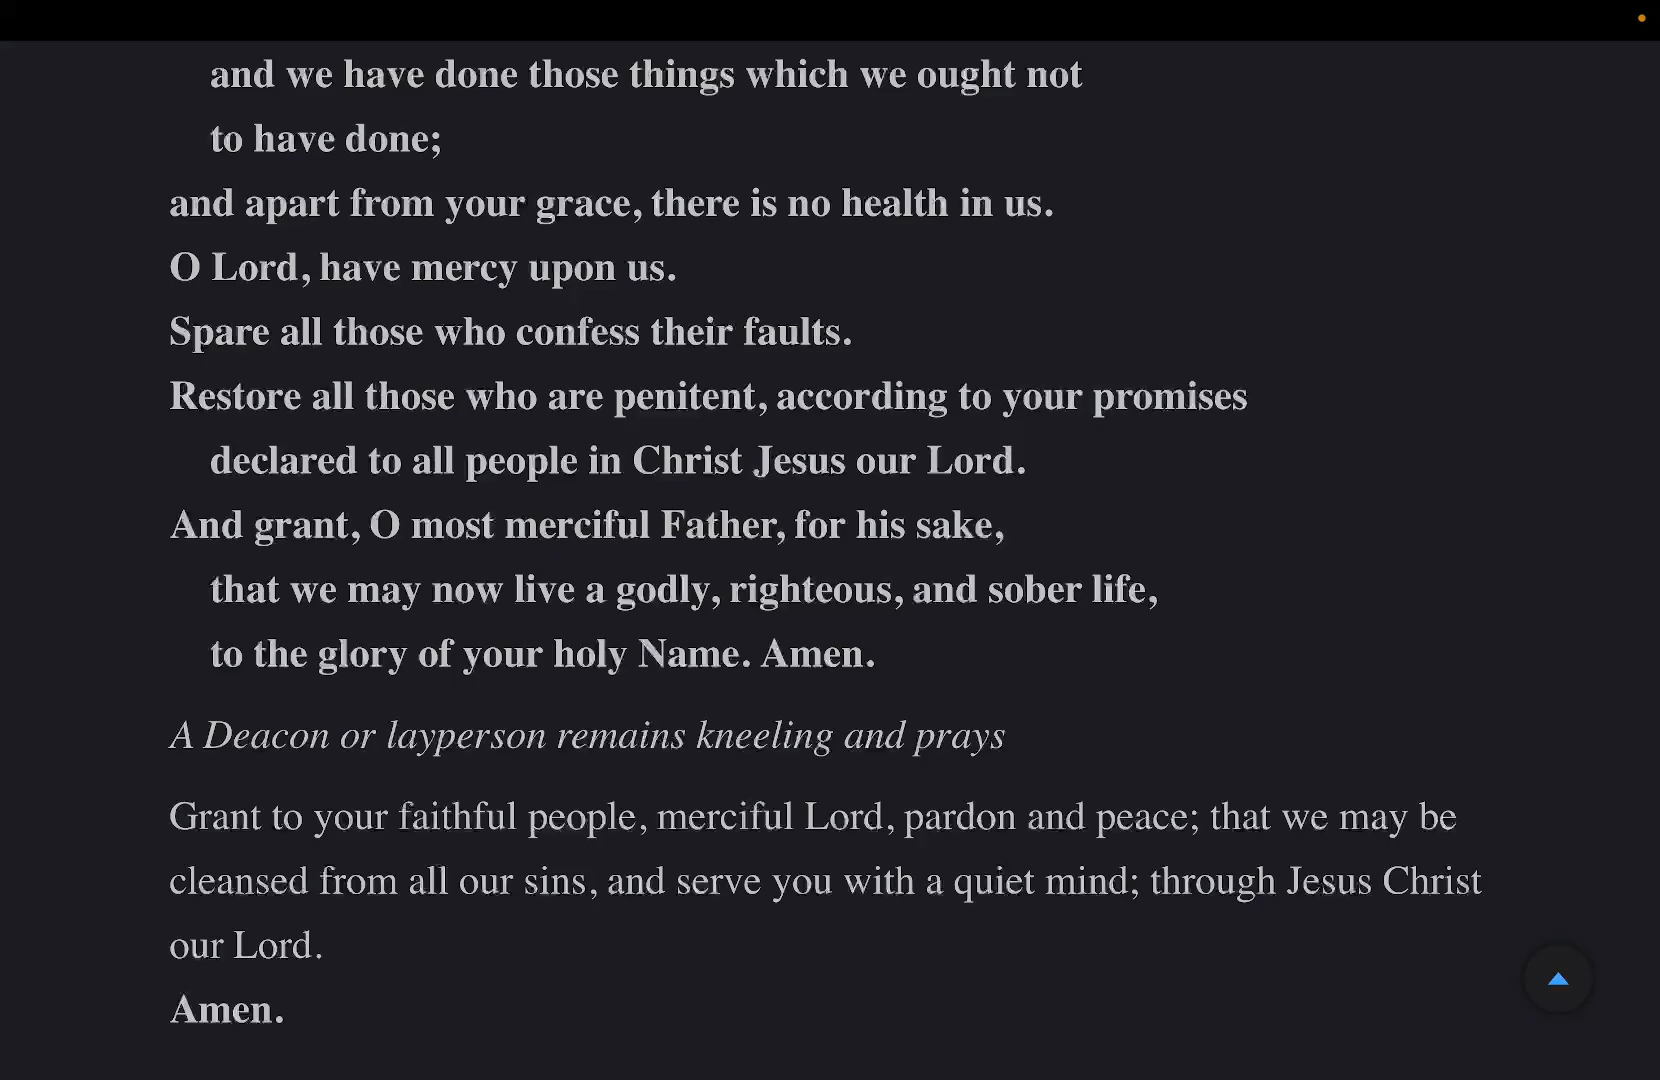 and we have done those things which we ought not
to have done;
and apart from your grace, there is no health in us.
O Lord, have mercy upon us.
Spare all those who confess their faults.
Restore all those who are penitent, according to your promises
declared to all people in Christ Jesus our Lord.
And grant, O most merciful Father, for his sake,
that we may now live a godly, righteous, and sober life,
to the glory of your holy Name. Amen.
A Deacon or layperson remains kneeling and prays
Grant to your faithful people, merciful Lord, pardon and peace; that we may be
cleansed from all our sins, and serve you with a quiet mind; through Jesus Christ
our Lord.
Amen.